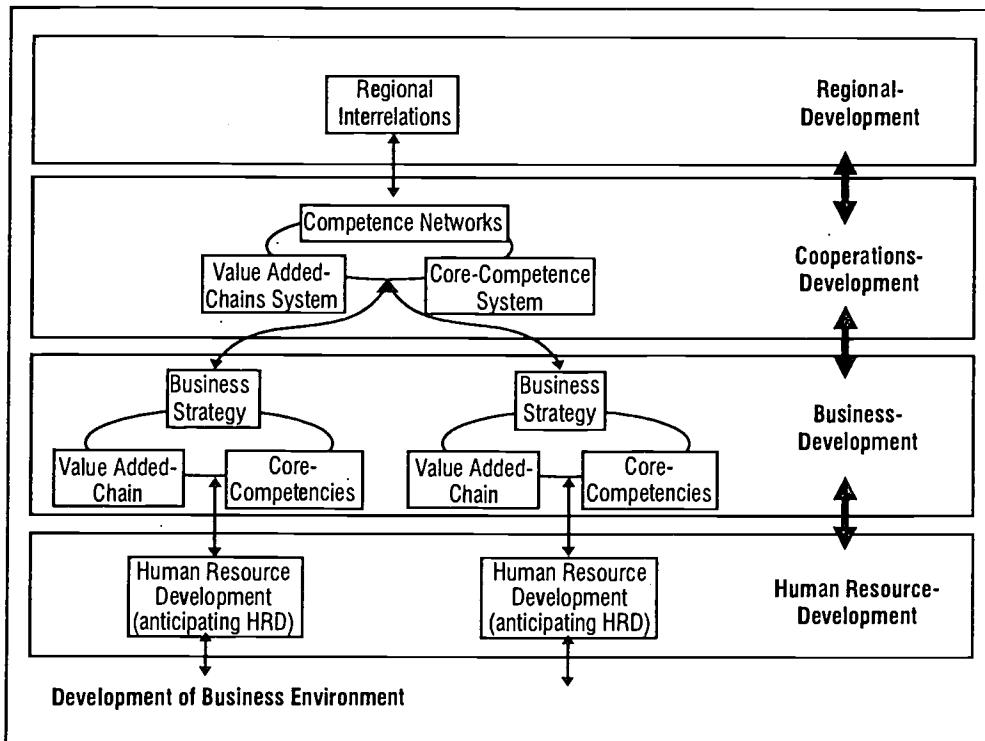 Regional
Interrelations
Regional-
Development
Competence Networks
Value Added-
Chains System
Core-Competence
System
Cooperations-
Development
Business
Strategy
Business
Strategy
Value Added-
Chain
Core-
Competencies
Value Added-
Chain
Core-
Competencies
Business-
Development
Human Resource
Development
(anticipating HRD)
Human Resource
Development
(anticipating HRD)
Human Resource-
Development
Development of Business Environment